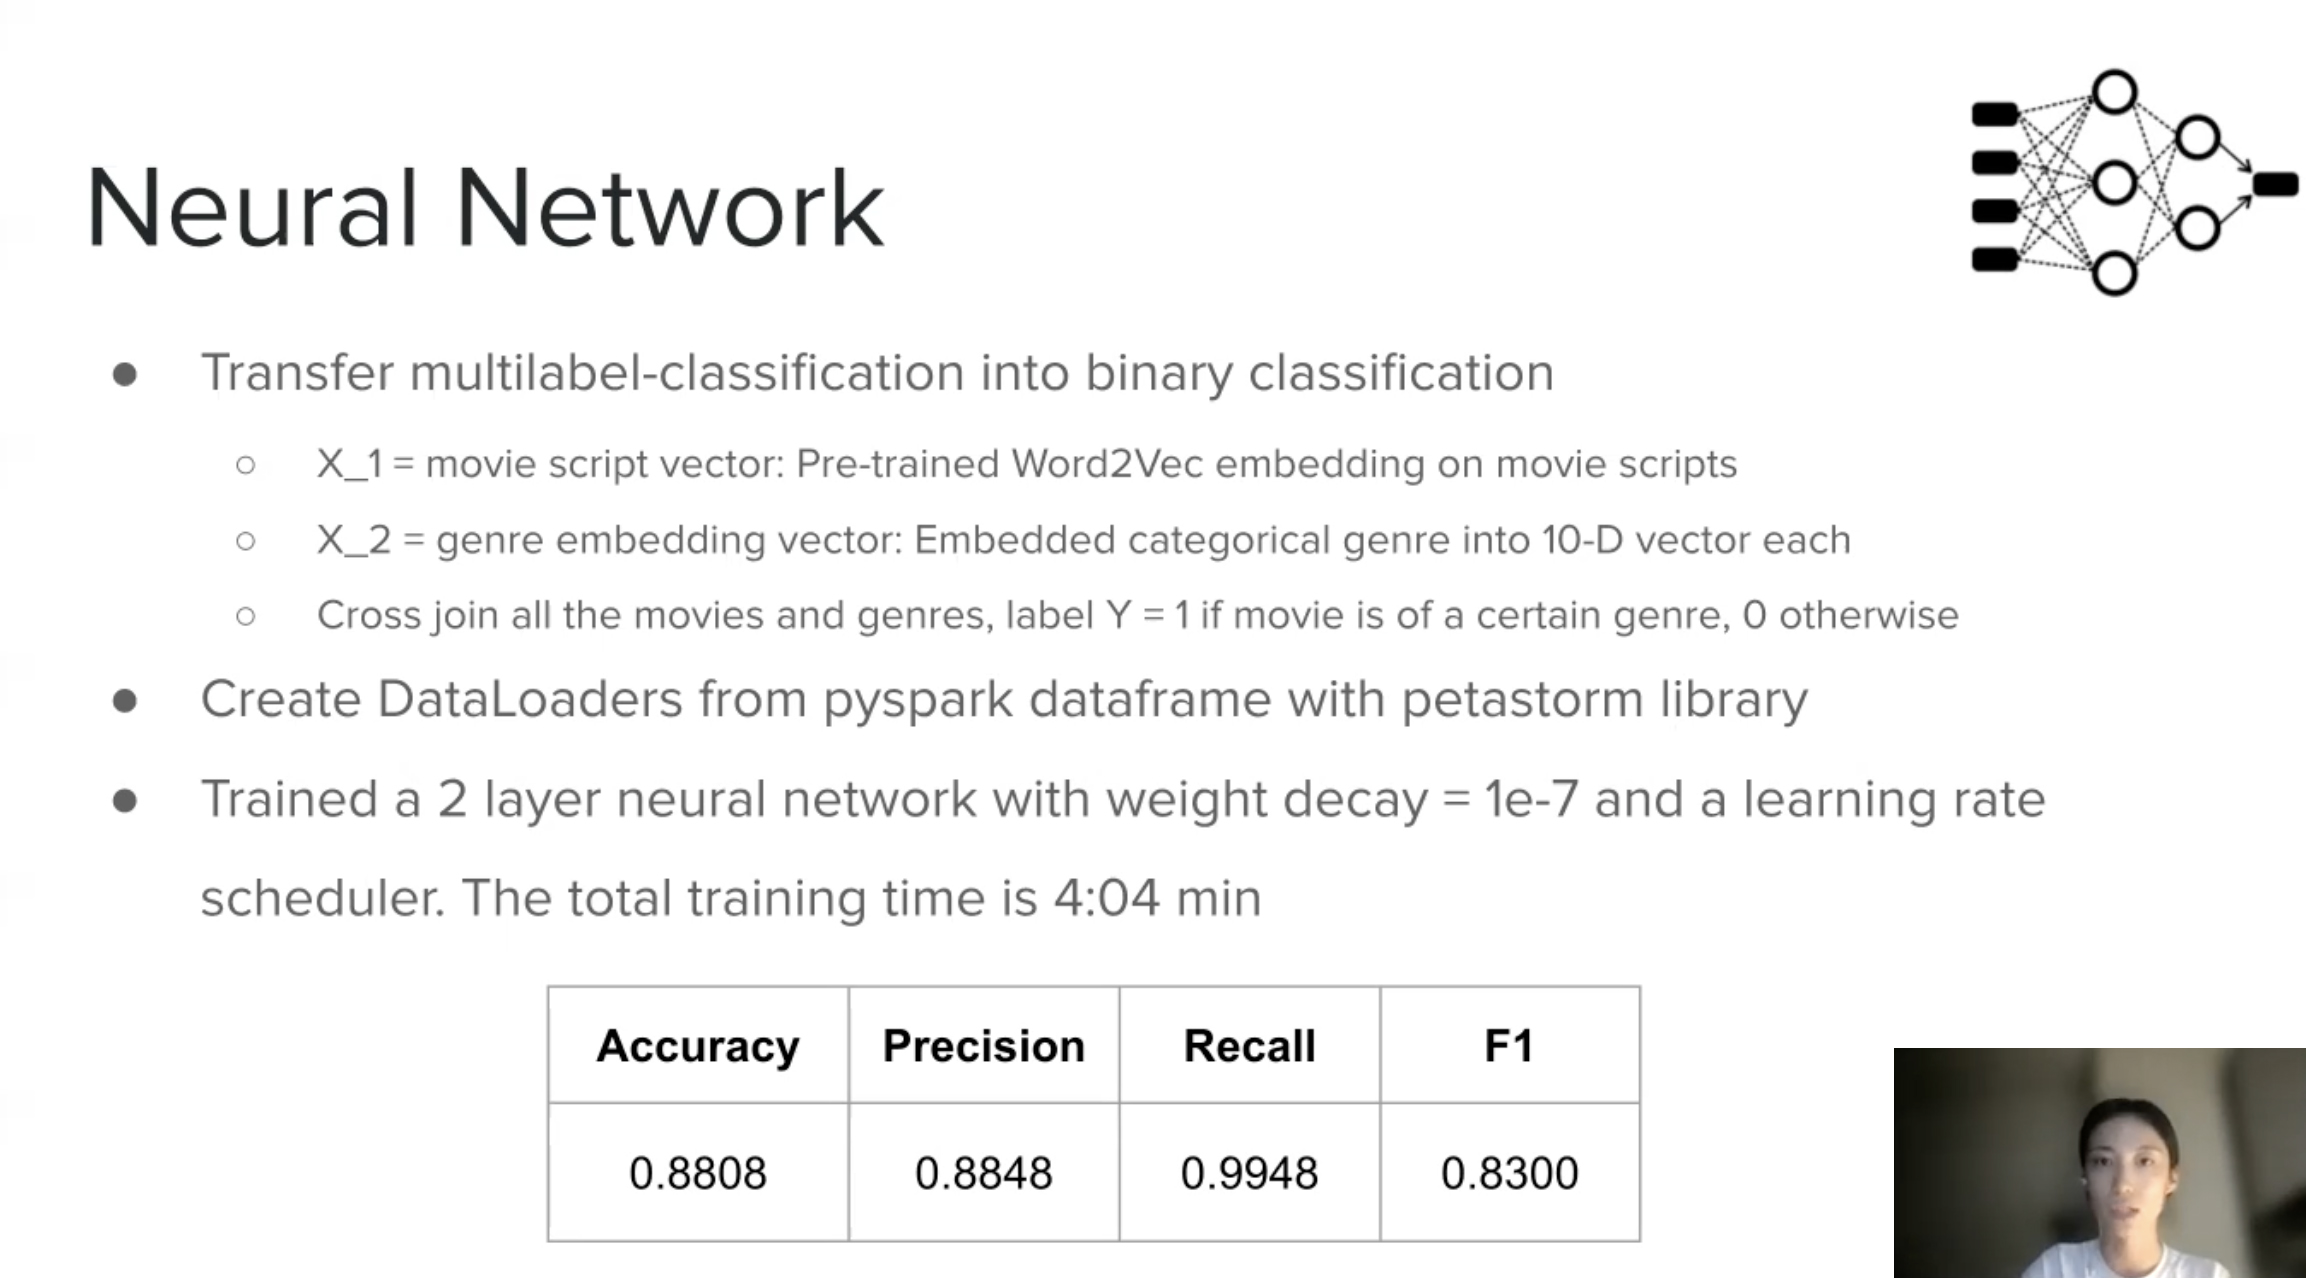 Neural Network
● Transfer multilabel-classification into binary classification
○ X_1 = movie script vector: Pre-trained Word2Vec embedding on movie scripts
○ X_2 = genre embedding vector: Embedded categorical genre into 10-D vector each
○ Cross join all the movies and genres, label Y = 1 if movie is of a certain genre, 0 otherwise
● Create DataLoaders from pyspark dataframe with petastorm library
● Trained a 2 layer neural network with weight decay = 1e-7 and a learning rate
scheduler. The total training time is 4:04 min
Accuracy Precision Recall F1
0.8808 0.8848 0.9948 0.8300